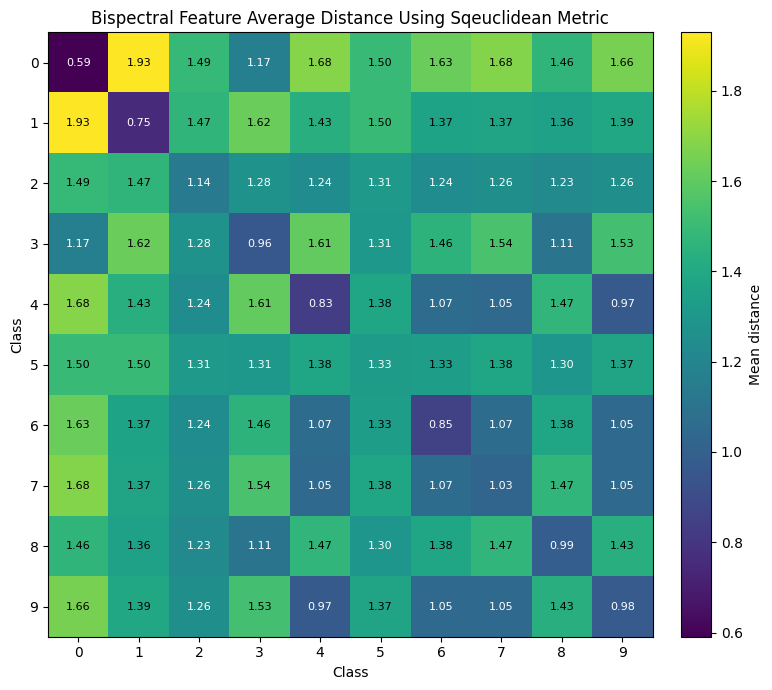 Bispectral Feature Average Distance Using Sqeuclidean Metric
0 0.59 1.93 1.49 1.17 1.68 1.50 1.63 1.68 1.46 1.66
1 1.93 0.75 1.47 1.62 1.43 1.50 1.37 1.37 1.36 1.39
2 1.49 1.47 1.14 1.28 1.24 1.31 1.24 1.26 1.23 1.26
3 1.17 1.62 1.28 0.96 1.61 1.31 1.46 1.54 1.11 1.53
4 1.68 1.43 1.24 1.61 0.83 1.38 1.07 1.05 1.47 0.97
5 1.50 1.50 1.31 1.31 1.38 1.33 1.33 1.38 1.30 1.37
6 1.63 1.37 1.24 1.46 1.07 1.33 0.85 1.07 1.38 1.05
7 1.68 1.37 1.26 1.54 1.05 1.38 1.07 1.03 1.47 1.05
8 1.46 1.36 1.23 1.11 1.47 1.30 1.38 1.47 0.99 1.43
9 1.66 1.39 1.26 1.53 0.97 1.37 1.05 1.05 1.43 0.98
0 1 2 3 4 5 6 7 8 9
Class
Class
1.8
1.6
1.4
1.2
1.0
0.8
0.6
Mean distance